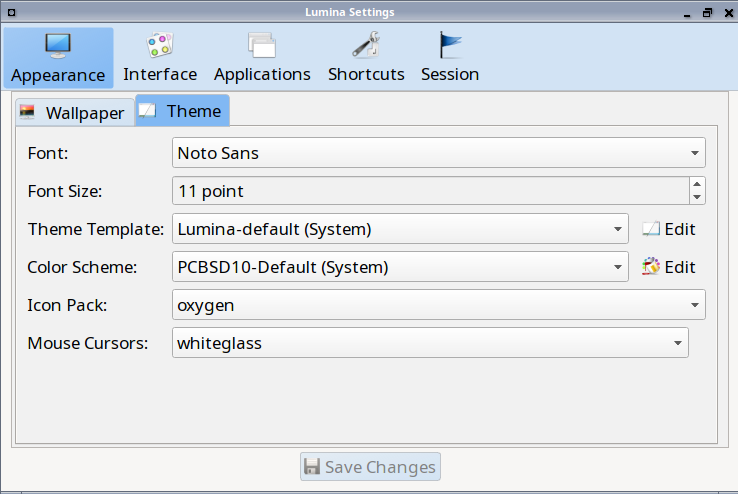 Lumina Settings
Appearance Interface Applications Shortcuts Session
Wallpaper Theme
Font: Noto Sans
Font Size: 11 point
Theme Template: Lumina-default (System) Edit
Color Scheme: PCBSD10-Default (System) Edit
Icon Pack: oxygen
Mouse Cursors: whiteglass
Save Changes